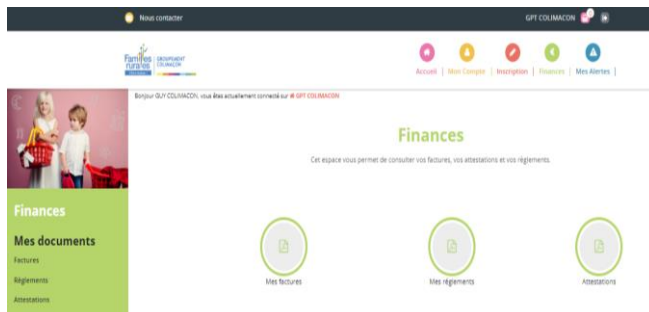 Nous contacter
GPT COLIMACON
Familles rurales
GROUPEMENT COLIMAÇON
Accueil | Mon Compte | Inscription | Finances | Mes Alertes |
Bonjour GUY COLIMACON, vous êtes actuellement connecté sur GPT COLIMACON
Finances
Cet espace vous permet de consulter vos factures, vos attestations et vos règlements.
Finances
Mes documents
Factures
Règlements
Attestations
Mes factures
Mes règlements
Attestations